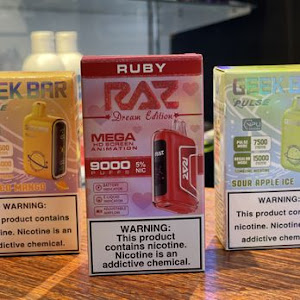 GEEK BAR
WARNING:
This product contains
nicotine. Nicotine is an
addictive chemical.
RUBY
RAZ
Dream Edition
MEGA
HD SCREEN
ANIMATION
9000
PUFFS
5%
NIC
RAZ
WARNING:
This product contains
nicotine. Nicotine is an
addictive chemical.
GEEK BAR
PULSE
7500
15000
SOUR APPLE ICE
WARNING:
This product contains
nicotine. Nicotine is an
addictive chemical.